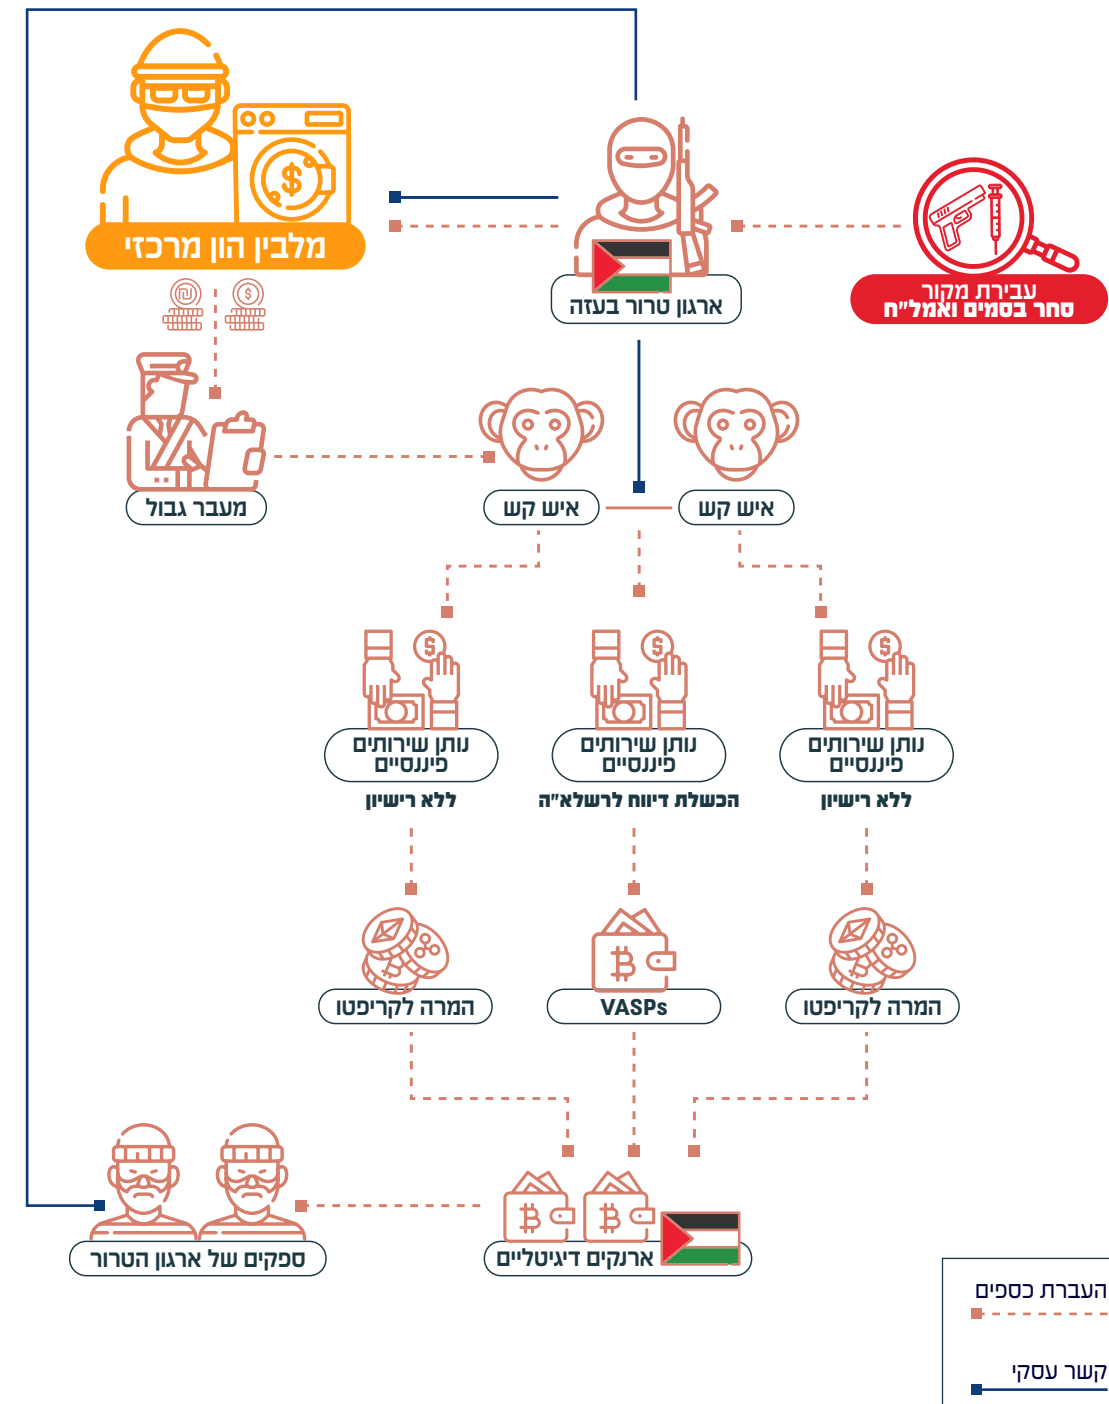 מלבין הון מרכזי
ארגון טרור בעזה
עבירת מקור
סחר בסמים ואמל"ח
מעבר גבול
איש קש
איש קש
נותן שירותים
פיננסיים
ללא רישיון
נותן שירותים
פיננסיים
הכשלת דיווח לרשלא"ה
נותן שירותים
פיננסיים
ללא רישיון
המרה לקריפטו
VASPs
המרה לקריפטו
ספקים של ארגון הטרור
ארנקים דיגיטליים
העברת כספים
קשר עסקי